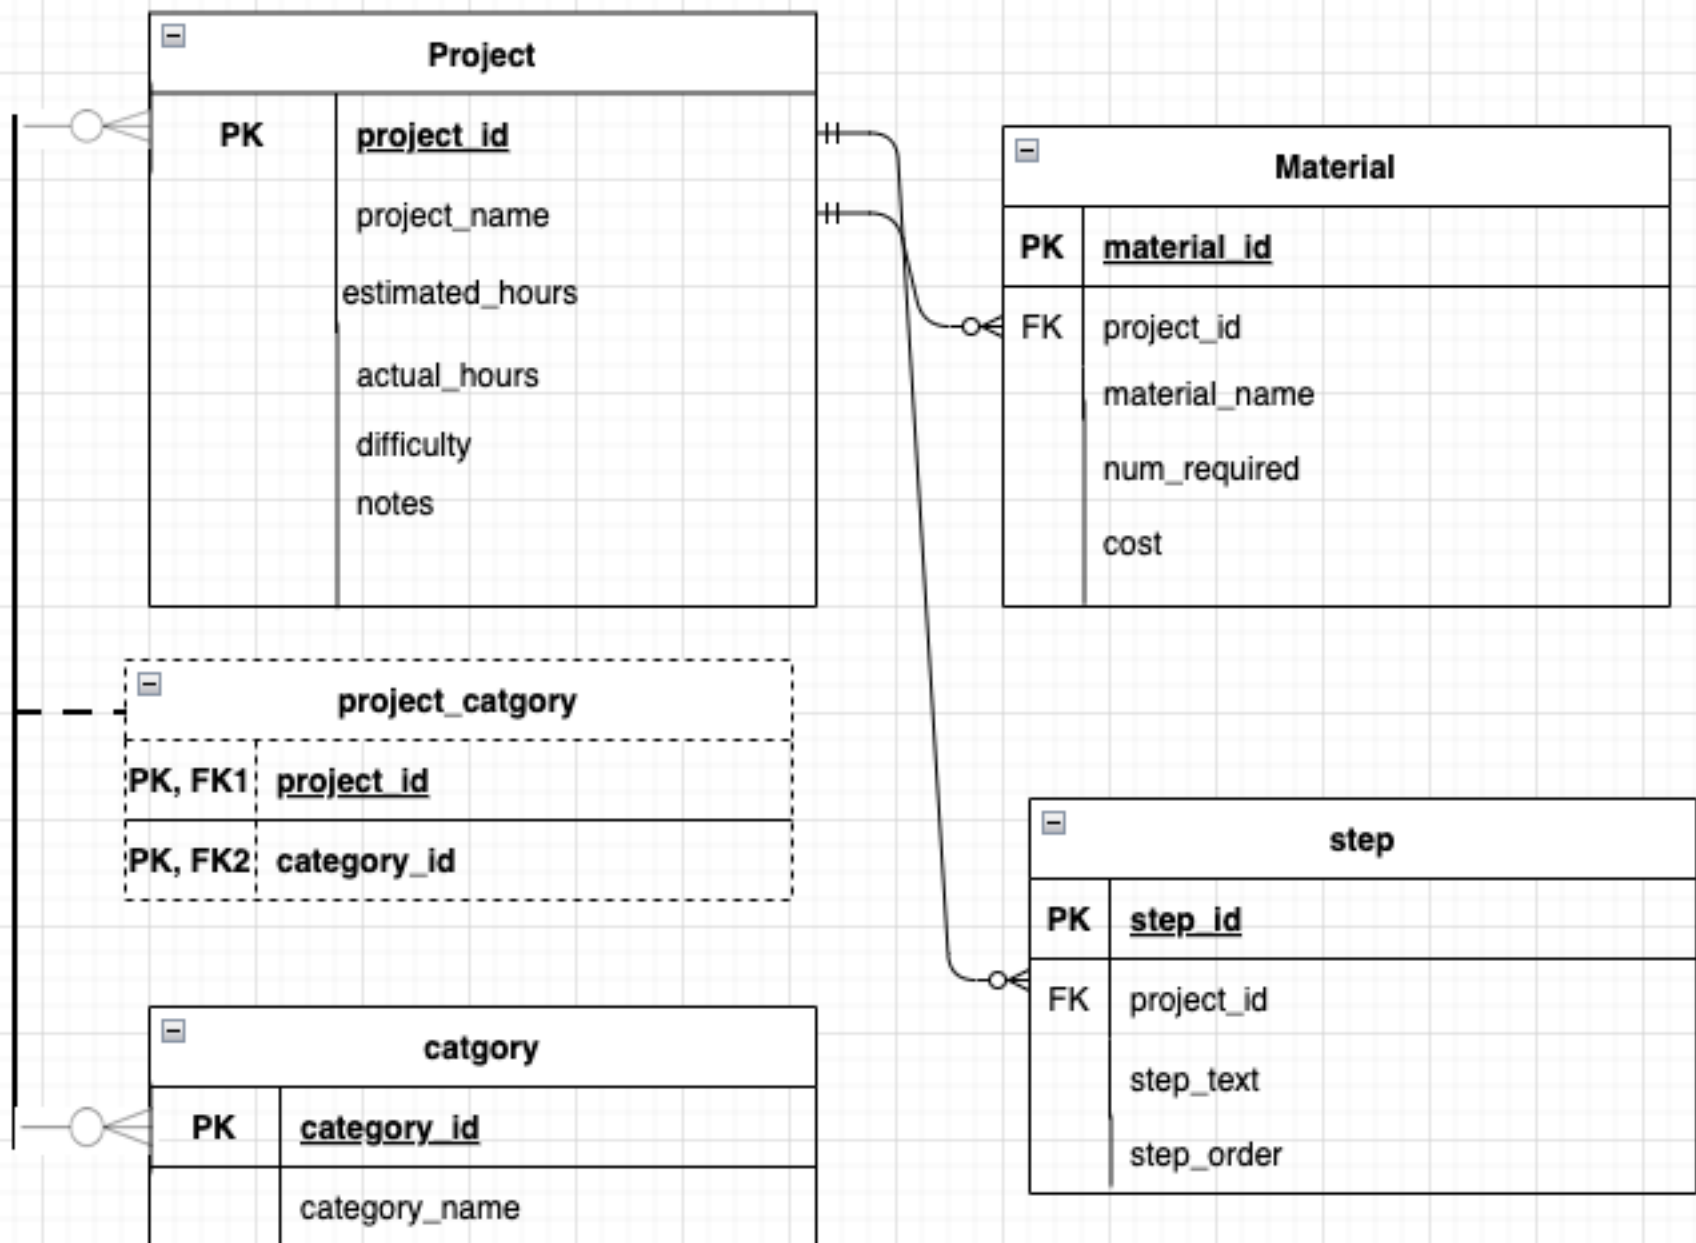 Project
PK project_id
project_name
estimated_hours
actual_hours
difficulty
notes
Material
PK material_id
FK project_id
material_name
num_required
cost
project_catgory
PK, FK1 project_id
PK, FK2 category_id
step
PK step_id
FK project_id
step_text
step_order
catgory
PK category_id
category_name